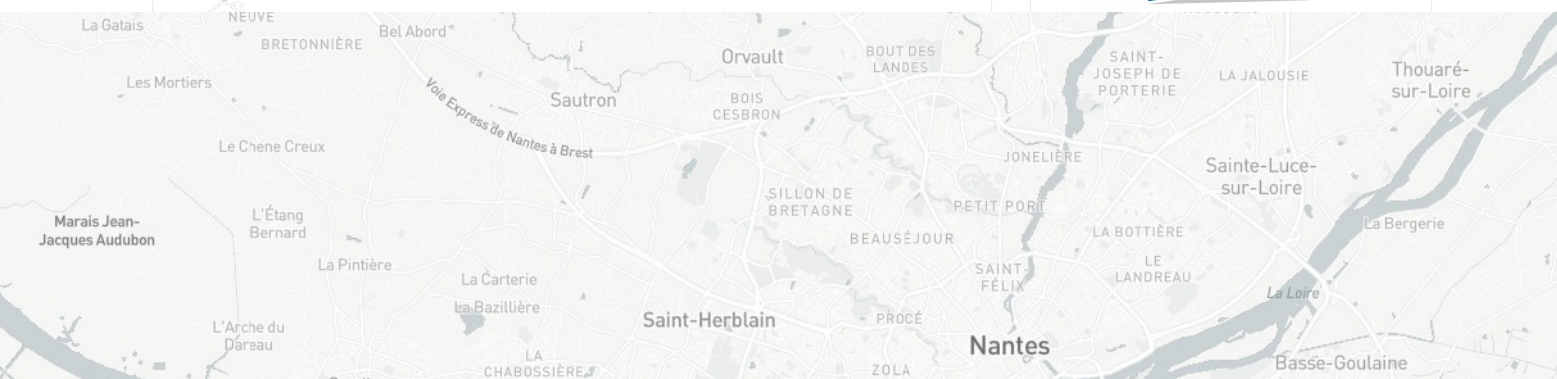 NEUVE
La Gatais
BRETONNIÈRE
Bel Abord
Les Mortiers
Voie Express de Nantes à Brest
Sautron
Orvault
BOIS
CESBRON
BOUT DES
LANDES
SAINT-
JOSEPH DE
PORTERIE
LA JALOUSIE
Thouaré-
sur-Loire
Le Chene Creux
JONELIÈRE
Sainte-Luce-
sur-Loire
SILLON DE
BRETAGNE
PETIT PORT
Marais Jean-
Jacques Audubon
L'Étang
Bernard
BEAUSÉJOUR
LA BOTTIÈRE
La Bergerie
La Pintière
La Carterie
SAINT-
FÉLIX
LE
LANDREAU
La Bazillière
La Loire
L'Arche du
Dareau
Saint-Herblain
PROCÉ
Nantes
LA
CHABOSSIÈRE
ZOLA
Basse-Goulaine